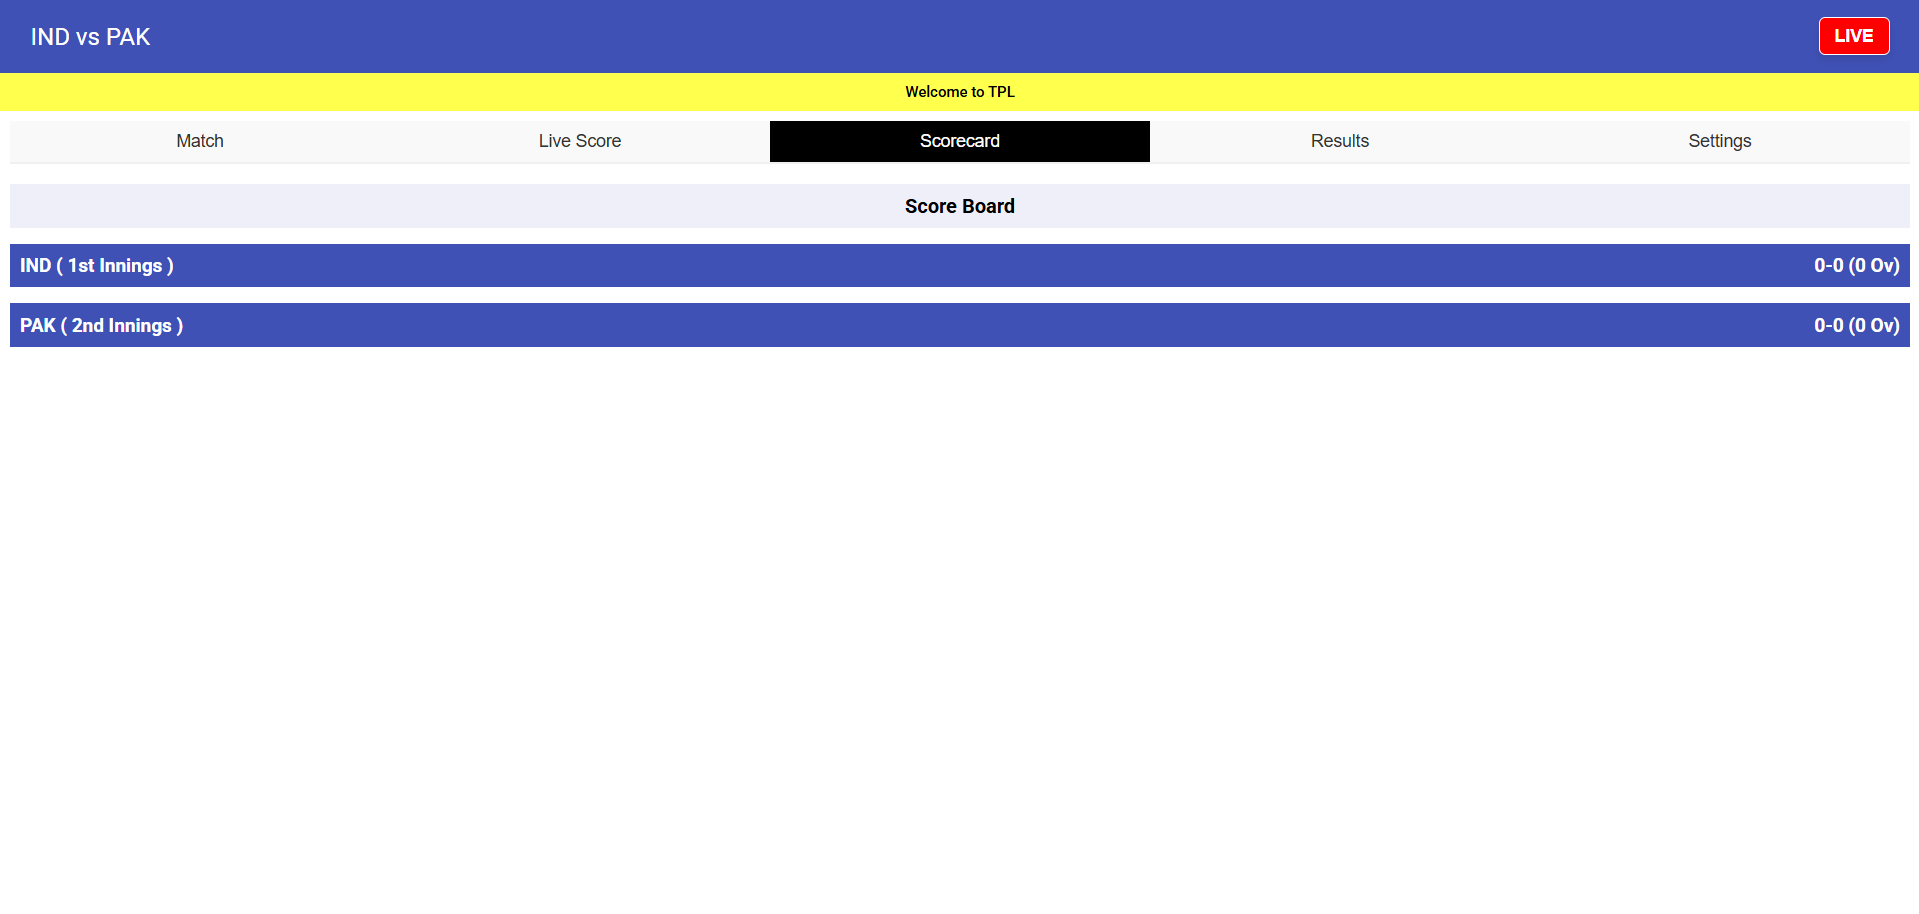 IND vs PAK
LIVE
Welcome to TPL
Match
Live Score
Scorecard
Results
Settings
Score Board
IND ( 1st Innings )
0-0 (0 Ov)
PAK ( 2nd Innings )
0-0 (0 Ov)